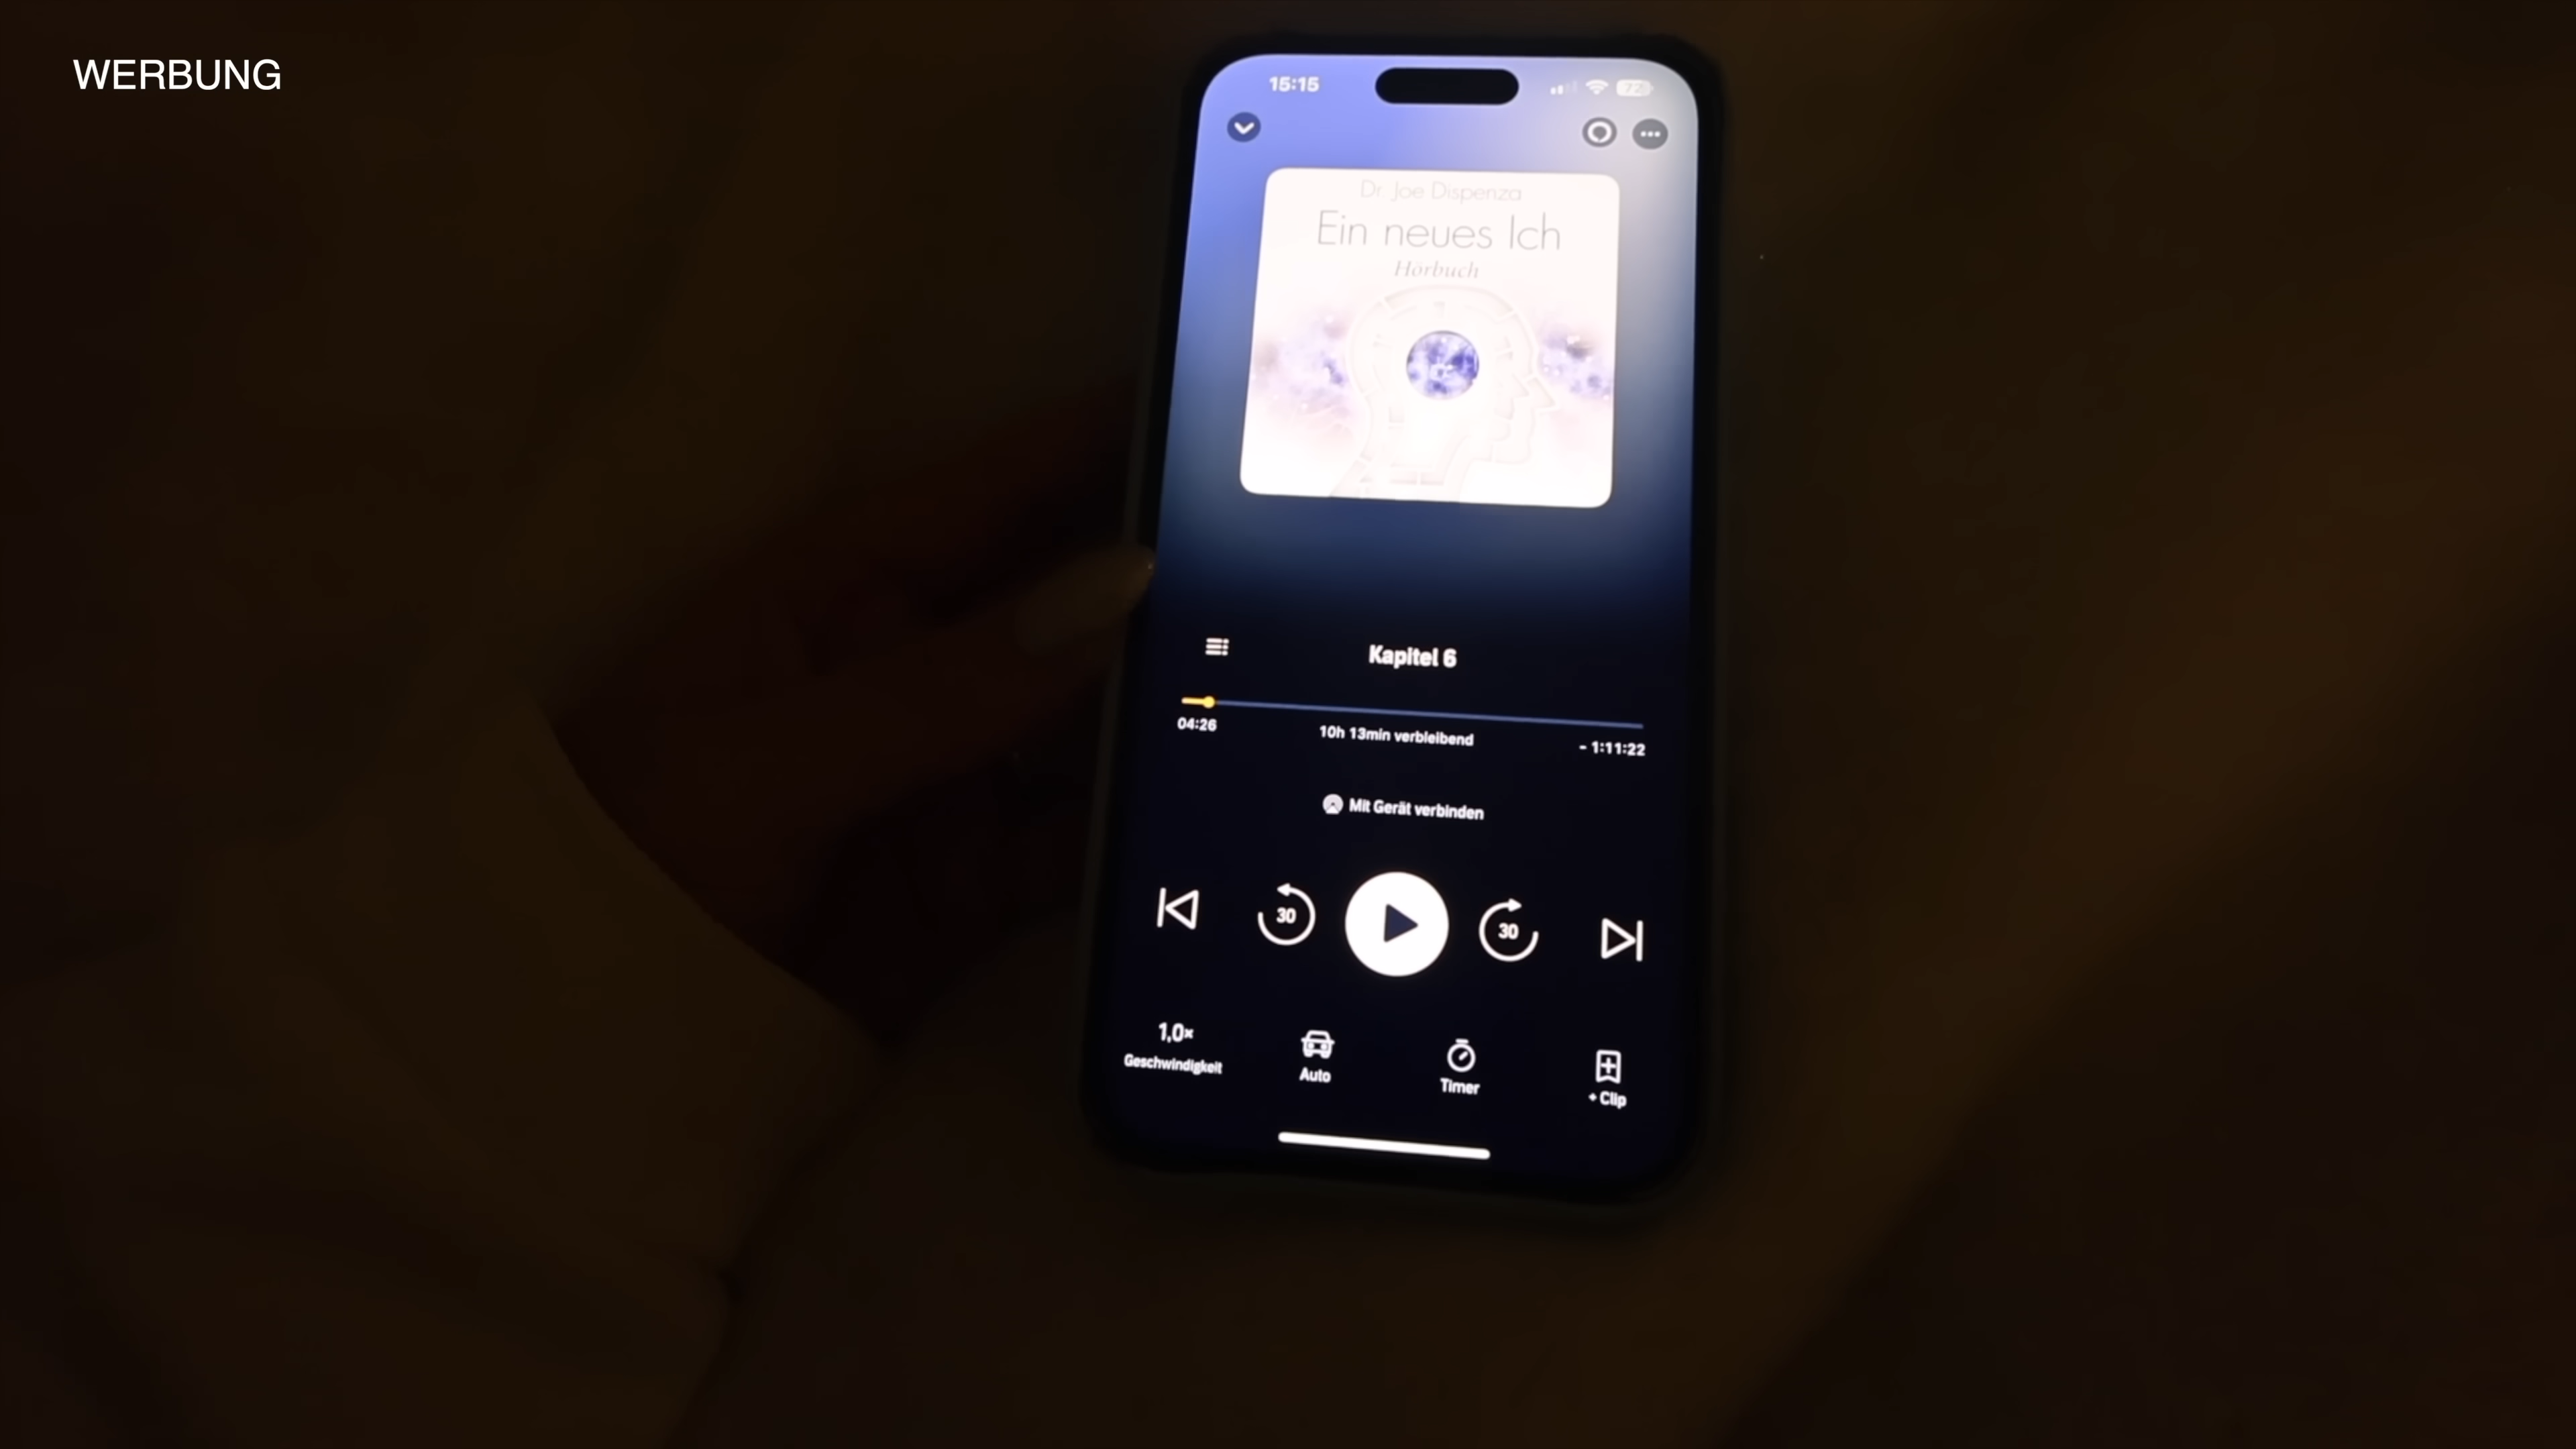 WERBUNG
15:15
72
Dr. Joe Dispenza
Ein neues Ich
Hörbuch
Kapitel 6
04:26
10h 13min verbleibend
- 1:11:22
Mit Gerät verbinden
30
30
1,0x
Geschwindigkeit
Auto
Timer
+ Clip